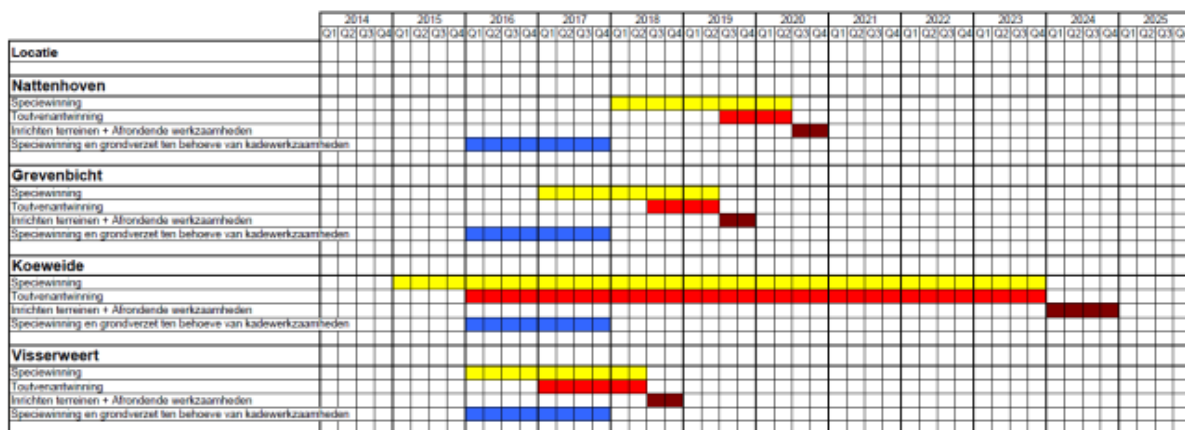 2014 2015 2016 2017 2018 2019 2020 2021 2022 2023 2024 2025
Q1 Q2 Q3 Q4 Q1 Q2 Q3 Q4 Q1 Q2 Q3 Q4 Q1 Q2 Q3 Q4 Q1 Q2 Q3 Q4 Q1 Q2 Q3 Q4 Q1 Q2 Q3 Q4 Q1 Q2 Q3 Q4 Q1 Q2 Q3 Q4 Q1 Q2 Q3 Q4 Q1 Q2 Q3 Q4 Q1 Q2 Q3
Locatie
Nattenhoven
Speciewinning
Toutvenantwinning
Inrichten terreinen + Afrondende werkzaamheden
Speciewinning en grondverzet ten behoeve van kadewerkzaamheden
Grevenbicht
Speciewinning
Toutvenantwinning
Inrichten terreinen + Afrondende werkzaamheden
Speciewinning en grondverzet ten behoeve van kadewerkzaamheden
Koeweide
Speciewinning
Toutvenantwinning
Inrichten terreinen + Afrondende werkzaamheden
Speciewinning en grondverzet ten behoeve van kadewerkzaamheden
Visserweert
Speciewinning
Toutvenantwinning
Inrichten terreinen + Afrondende werkzaamheden
Speciewinning en grondverzet ten behoeve van kadewerkzaamheden